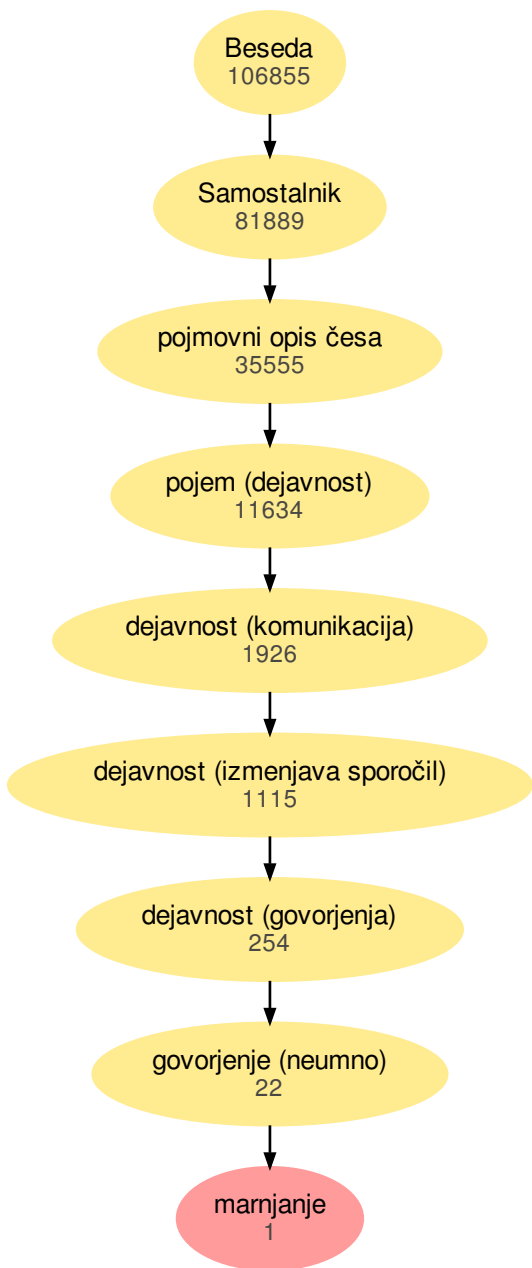 Beseda
106855
Samostalnik
81889
pojmovni opis česa
35555
pojem (dejavnost)
11634
dejavnost (komunikacija)
1926
dejavnost (izmenjava sporočil)
1115
dejavnost (govorjenja)
254
govorjenje (neumno)
22
marnjanje
1